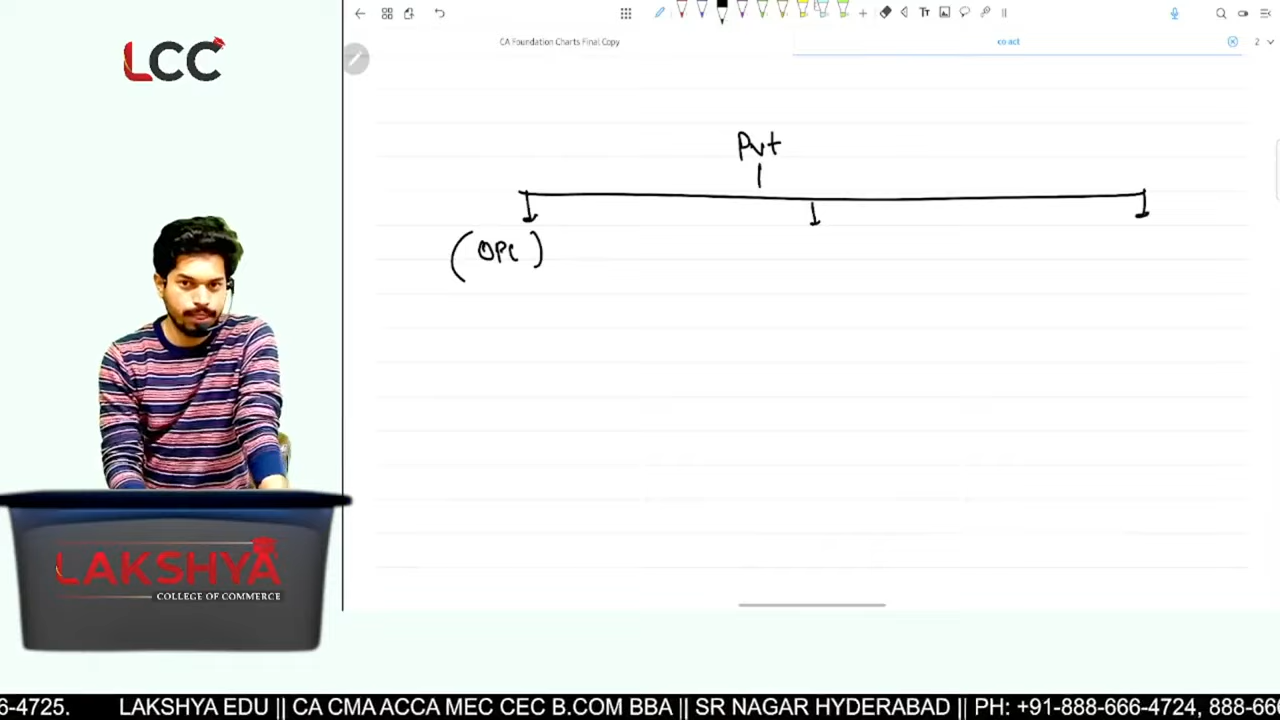 LCC
CA Foundation Charts Final Copy
co act
2
Tt
Pvt
(OPC)
LAKSHYA
COLLEGE OF COMMERCE
6-4725. LAKSHYA EDU || CA CMA ACCA MEC CEC B.COM BBA || SR NAGAR HYDERABAD || PH: +91-888-666-4724, 888-66